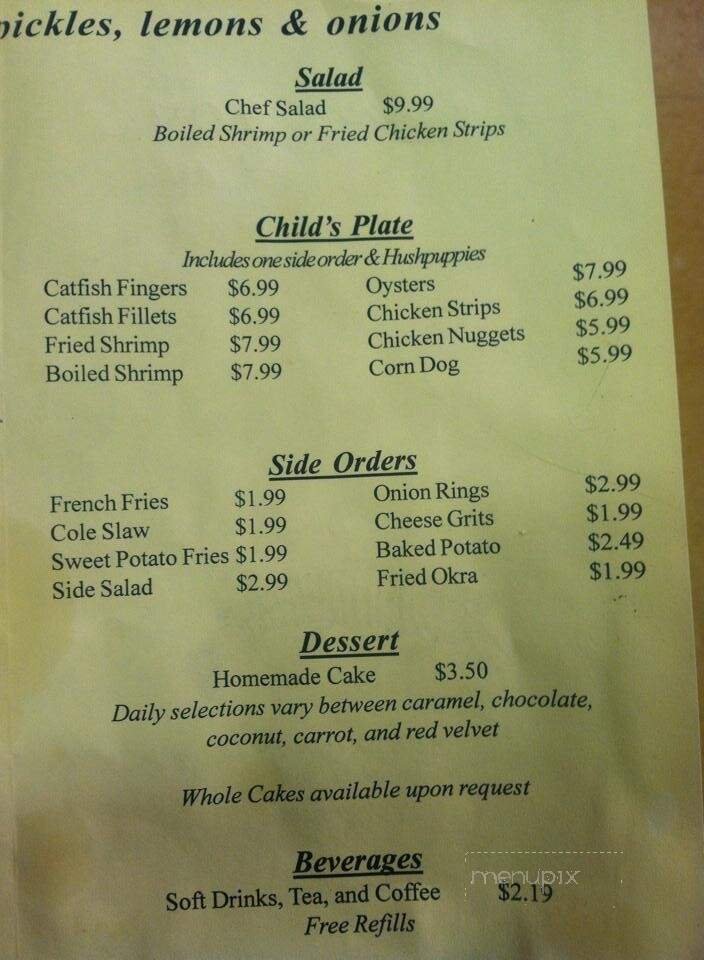 pickles, lemons & onions
Salad
Chef Salad $9.99
Boiled Shrimp or Fried Chicken Strips
Child's Plate
Includes one side order & Hushpuppies
Catfish Fingers $6.99 Oysters $7.99
Catfish Fillets $6.99 Chicken Strips $6.99
Fried Shrimp $7.99 Chicken Nuggets $5.99
Boiled Shrimp $7.99 Corn Dog $5.99
Side Orders
French Fries $1.99 Onion Rings $2.99
Cole Slaw $1.99 Cheese Grits $1.99
Sweet Potato Fries $1.99 Baked Potato $2.49
Side Salad $2.99 Fried Okra $1.99
Dessert
Homemade Cake $3.50
Daily selections vary between caramel, chocolate,
coconut, carrot, and red velvet
Whole Cakes available upon request
Beverages
menupix
Soft Drinks, Tea, and Coffee $2.19
Free Refills